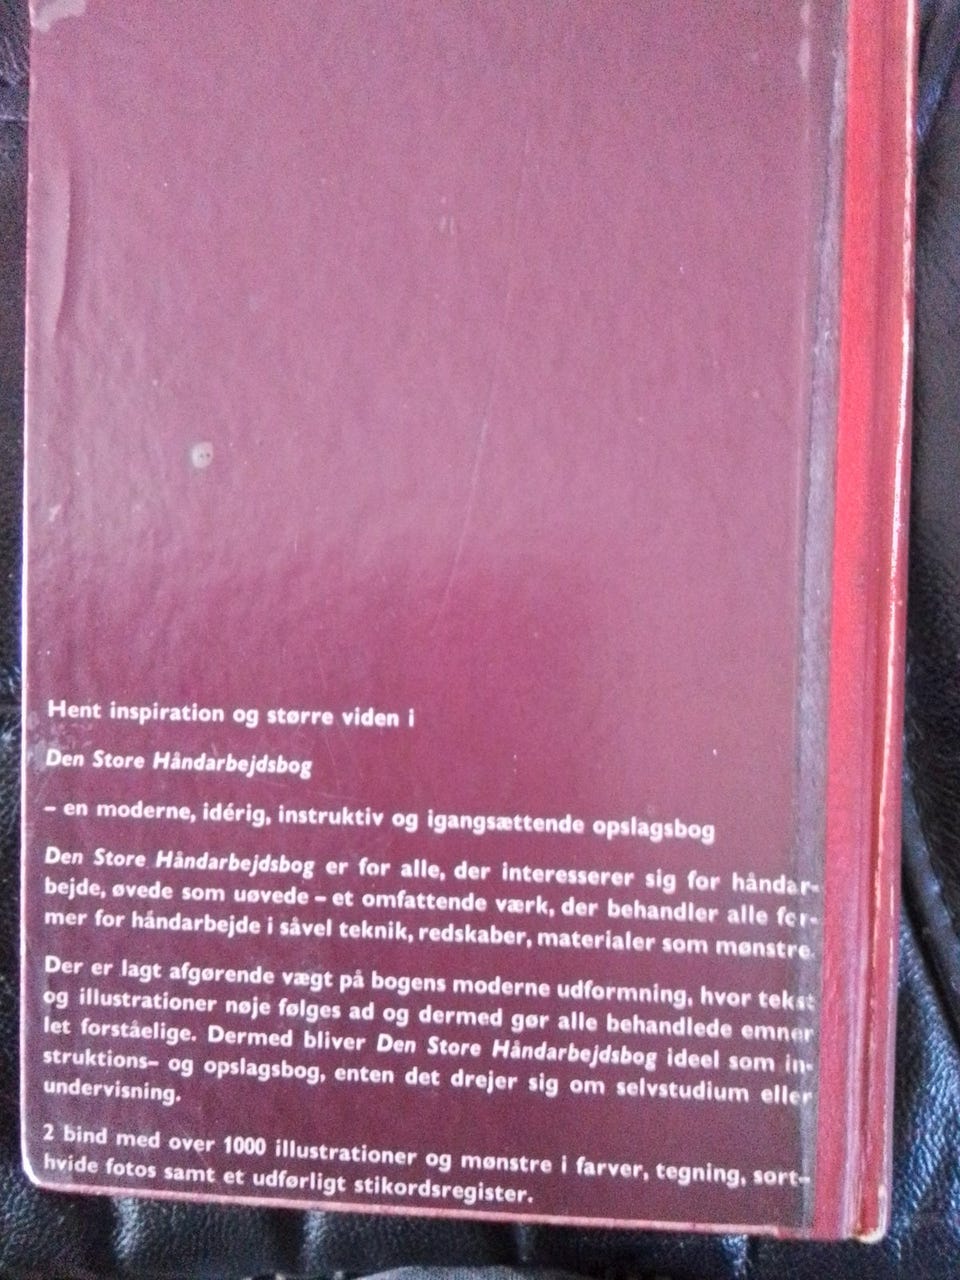 Hent inspiration og større viden i
Den Store Håndarbejdsbog
– en moderne, idérig, instruktiv og igangsættende opslagsbog
Den Store Håndarbejdsbog er for alle, der interesserer sig for håndar-
bejde, øvede som uøvede – et omfattende værk, der behandler alle for-
mer for håndarbejde i såvel teknik, redskaber, materialer som mønstre.
Der er lagt afgørende vægt på bogens moderne udformning, hvor tekst
og illustrationer nøje følges ad og dermed gør alle behandlede emner
let forståelige. Dermed bliver Den Store Håndarbejdsbog ideel som in-
struktions– og opslagsbog, enten det drejer sig om selvstudium eller
undervisning.
2 bind med over 1000 illustrationer og mønstre i farver, tegning, sort–
hvide fotos samt et udførligt stikordsregister.